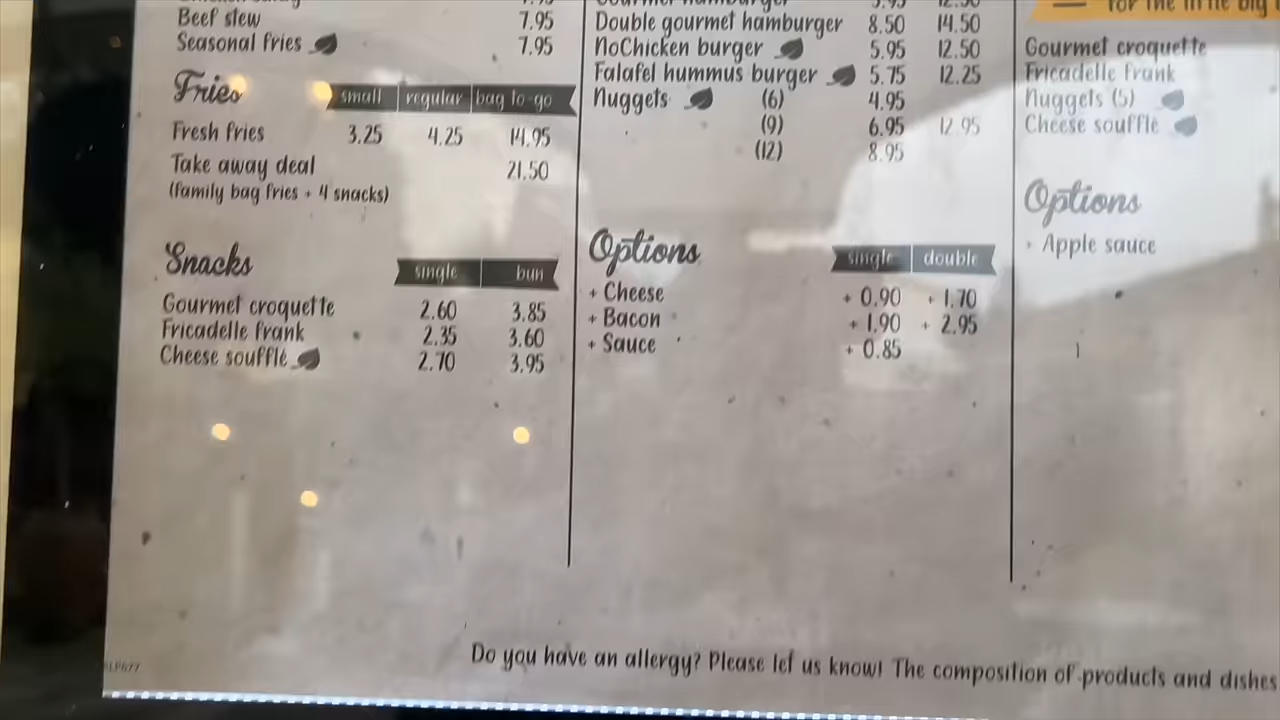 Beef stew 7.95
Seasonal fries 7.95
Fries small regular bag to-go
Fresh fries 3.25 4.25 14.95
Take away deal 21.50
(family bag fries + 4 snacks)
Snacks single bun
Gourmet croquette 2.60 3.85
Fricadelle frank 2.35 3.60
Cheese soufflé 2.70 3.95
Double gourmet hamburger 8.50 14.50
NoChicken burger 5.95 12.50
Falafel hummus burger 5.75 12.25
Nuggets (6) 4.95
(9) 6.95 12.95
(12) 8.95
Options single double
+ Cheese + 0.90 + 1.70
+ Bacon + 1.90 + 2.95
+ Sauce + 0.85
for the little big
Gourmet croquette
Fricadelle frank
Nuggets (5)
Cheese soufflé
Options
+ Apple sauce
Do you have an allergy? Please let us know! The composition of products and dishes